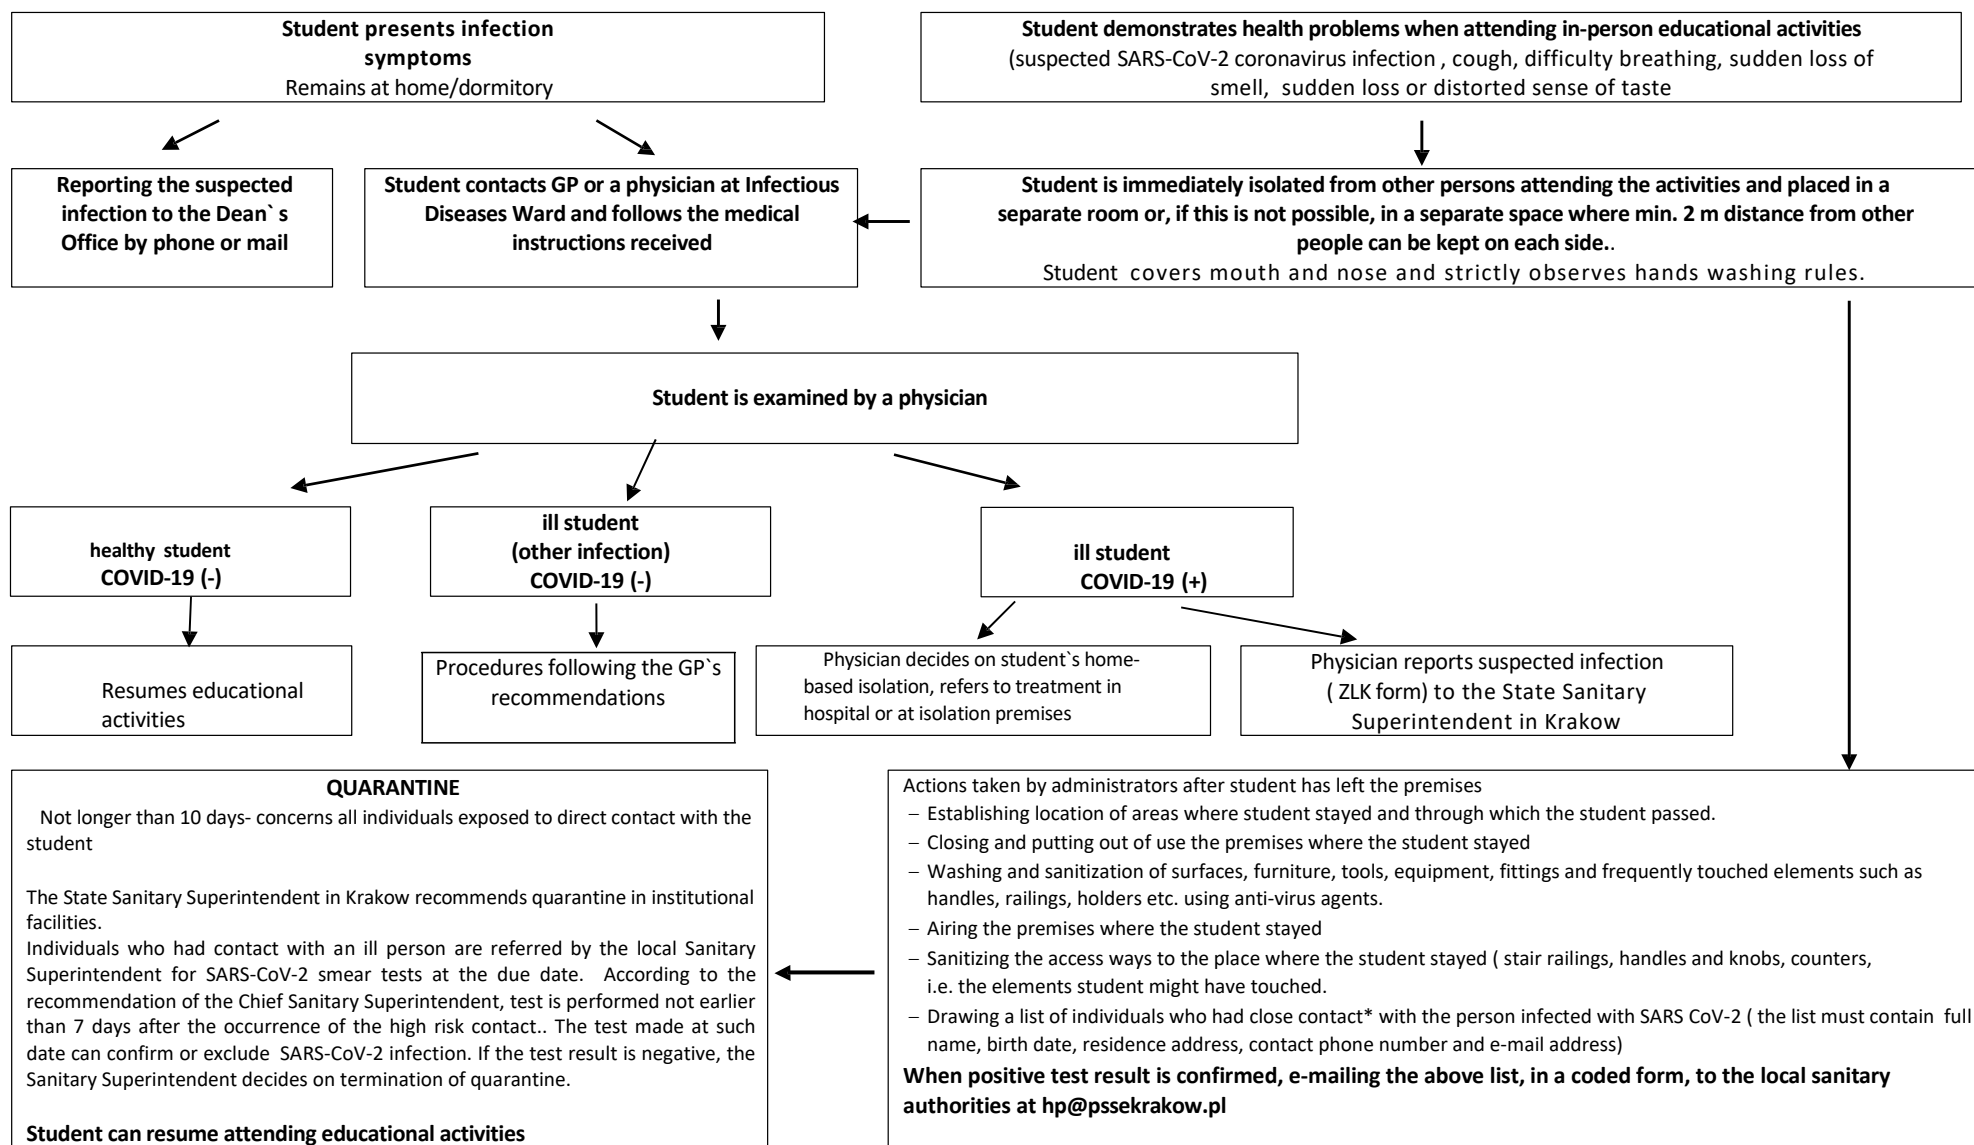 Student presents infection
symptoms
Remains at home/dormitory
Student demonstrates health problems when attending in-person educational activities
(suspected SARS-CoV-2 coronavirus infection , cough, difficulty breathing, sudden loss of
smell, sudden loss or distorted sense of taste
Reporting the suspected
infection to the Dean`s
Office by phone or mail
Student contacts GP or a physician at Infectious
Diseases Ward and follows the medical
instructions received
Student is immediately isolated from other persons attending the activities and placed in a
separate room or, if this is not possible, in a separate space where min. 2 m distance from other
people can be kept on each side..
Student covers mouth and nose and strictly observes hands washing rules.
Student is examined by a physician
healthy student
COVID-19 (-)
ill student
(other infection)
COVID-19 (-)
ill student
COVID-19 (+)
Resumes educational
activities
Procedures following the GP`s
recommendations
Physician decides on student`s home-
based isolation, refers to treatment in
hospital or at isolation premises
Physician reports suspected infection
( ZLK form) to the State Sanitary
Superintendent in Krakow
QUARANTINE
Not longer than 10 days- concerns all individuals exposed to direct contact with the
student
The State Sanitary Superintendent in Krakow recommends quarantine in institutional
facilities.
Individuals who had contact with an ill person are referred by the local Sanitary
Superintendent for SARS-CoV-2 smear tests at the due date. According to the
recommendation of the Chief Sanitary Superintendent, test is performed not earlier
than 7 days after the occurrence of the high risk contact.. The test made at such
date can confirm or exclude SARS-CoV-2 infection. If the test result is negative, the
Sanitary Superintendent decides on termination of quarantine.
Student can resume attending educational activities
Actions taken by administrators after student has left the premises
– Establishing location of areas where student stayed and through which the student passed.
– Closing and putting out of use the premises where the student stayed
– Washing and sanitization of surfaces, furniture, tools, equipment, fittings and frequently touched elements such as
handles, railings, holders etc. using anti-virus agents.
– Airing the premises where the student stayed
– Sanitizing the access ways to the place where the student stayed ( stair railings, handles and knobs, counters,
i.e. the elements student might have touched.
– Drawing a list of individuals who had close contact* with the person infected with SARS CoV-2 ( the list must contain full
name, birth date, residence address, contact phone number and e-mail address)
When positive test result is confirmed, e-mailing the above list, in a coded form, to the local sanitary
authorities at hp@pssekrakow.pl